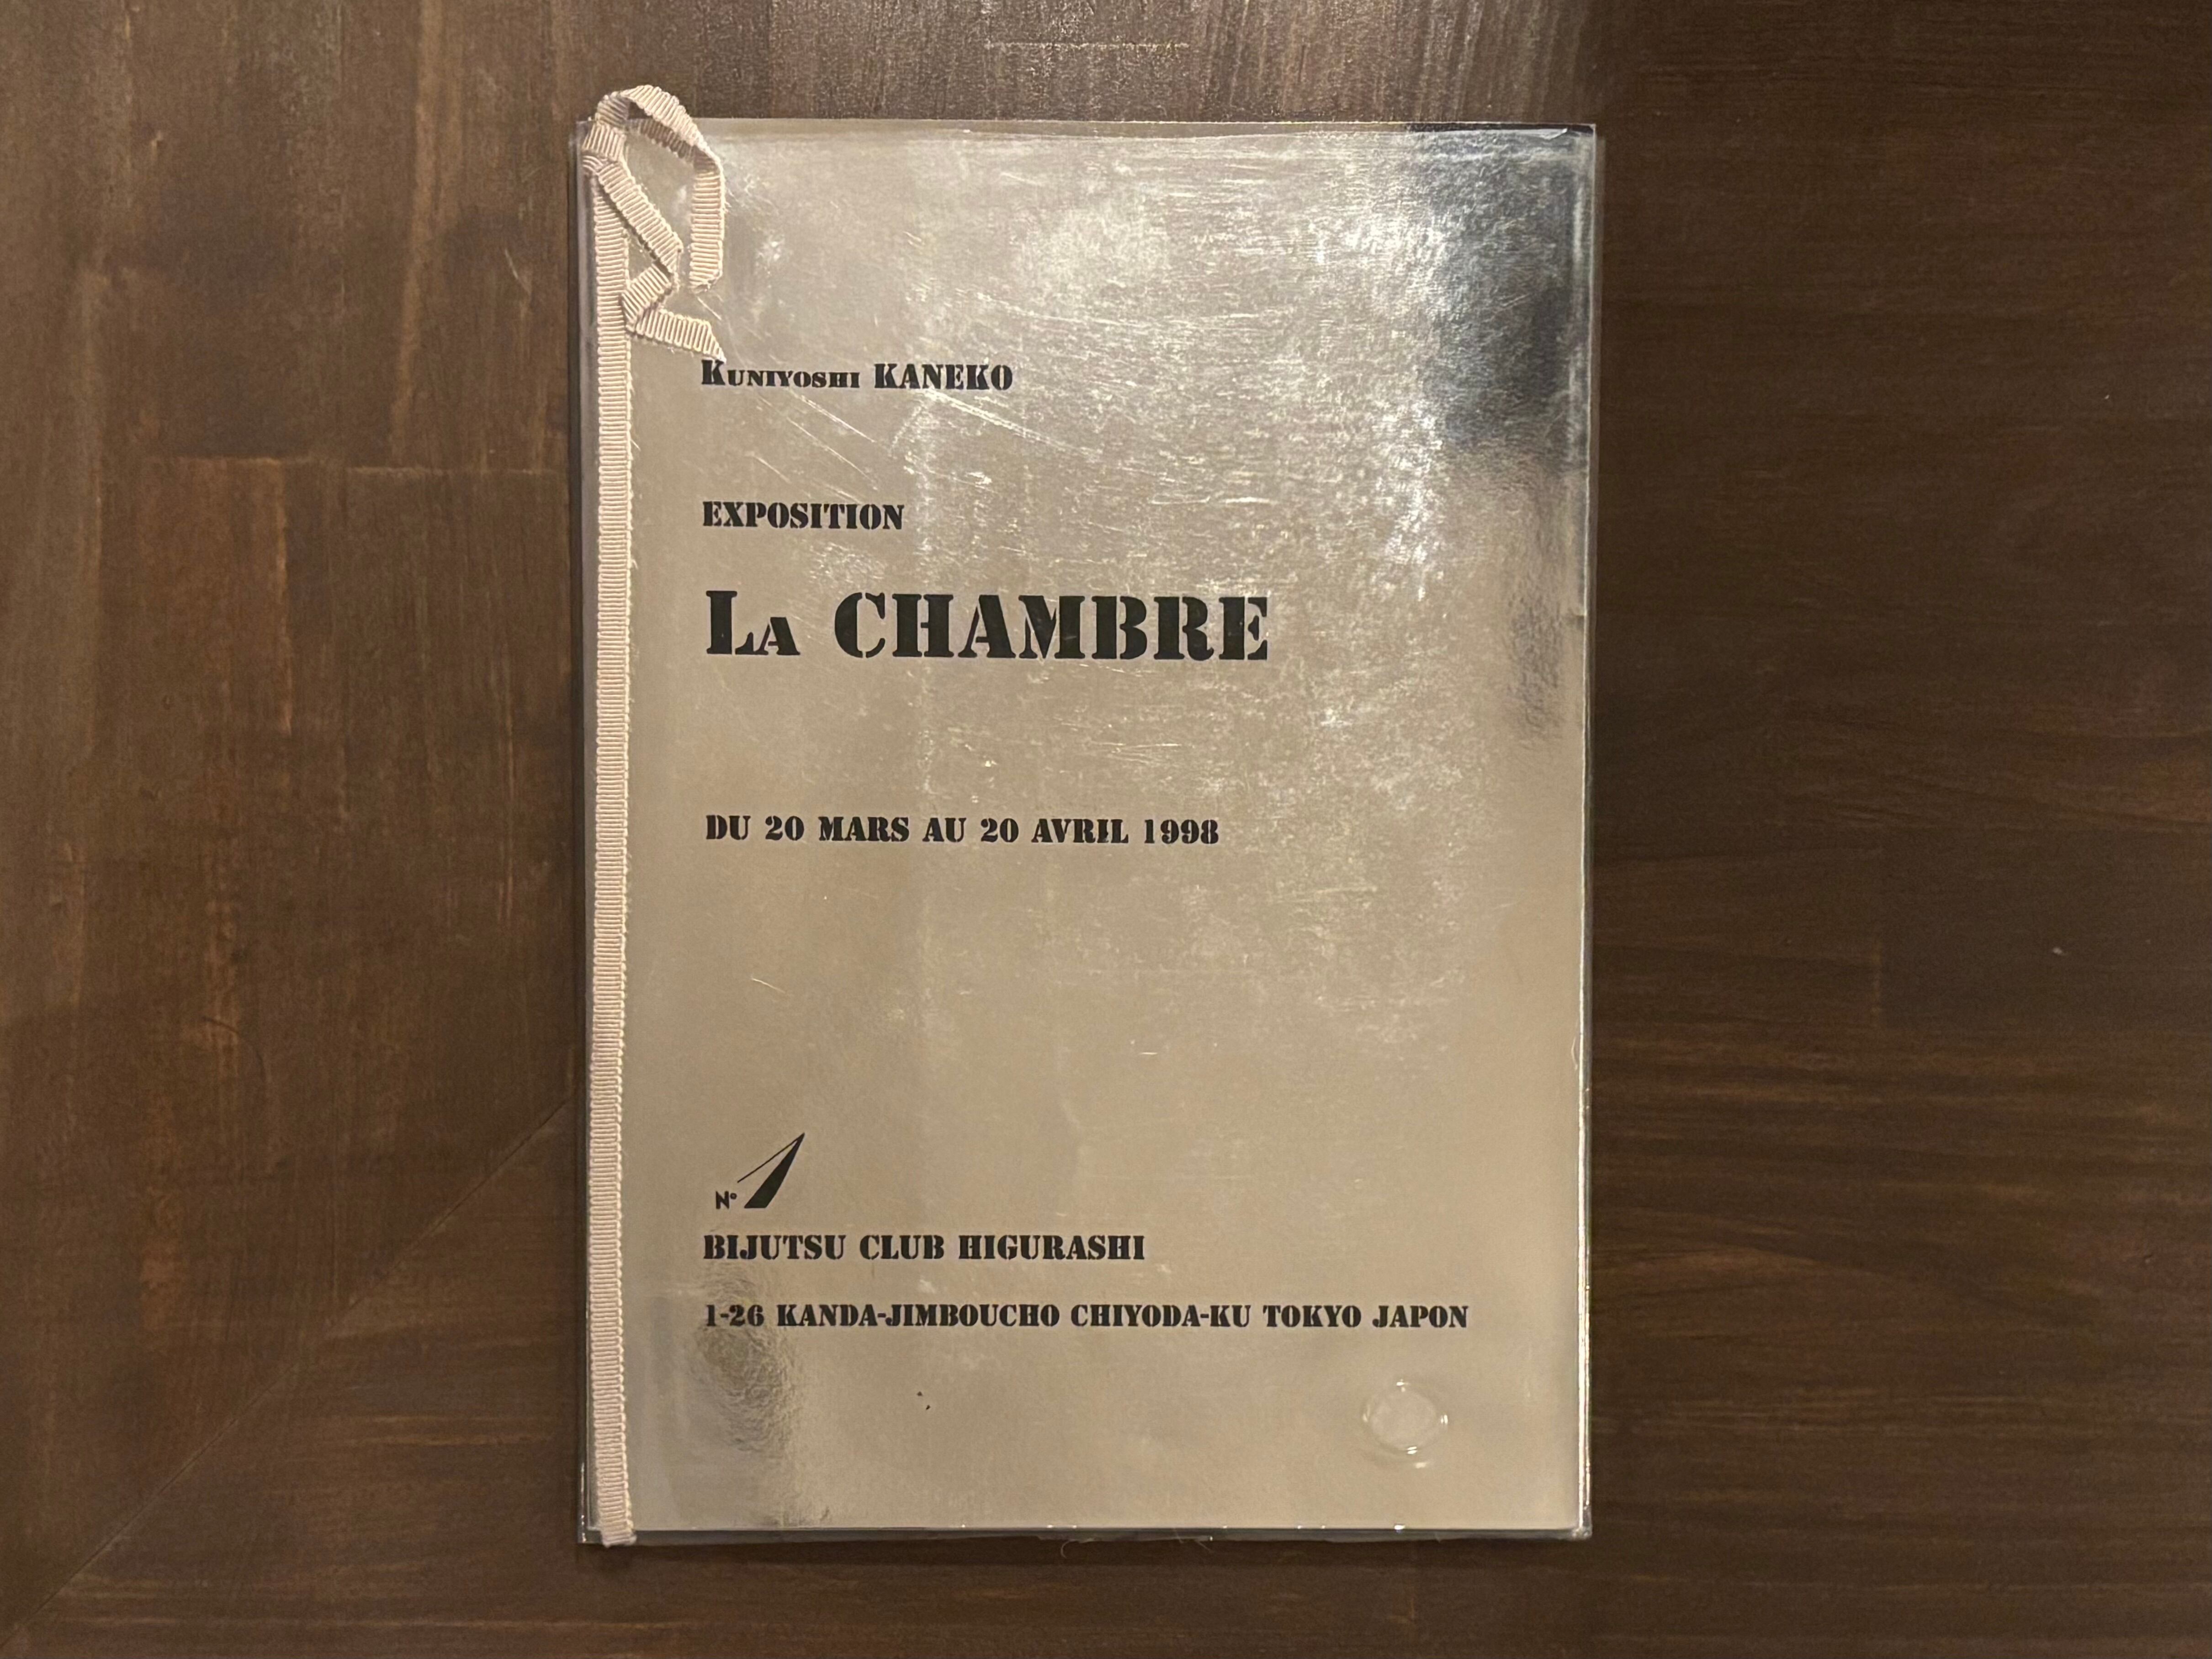 Kuniyoshi KANEKO
EXPOSITION
LA CHAMBRE
DU 20 MARS AU 20 AVRIL 1998
N° 1
BIJUTSU CLUB HIGURASHI
1-26 KANDA-JIMBOUCHO CHIYODA-KU TOKYO JAPON